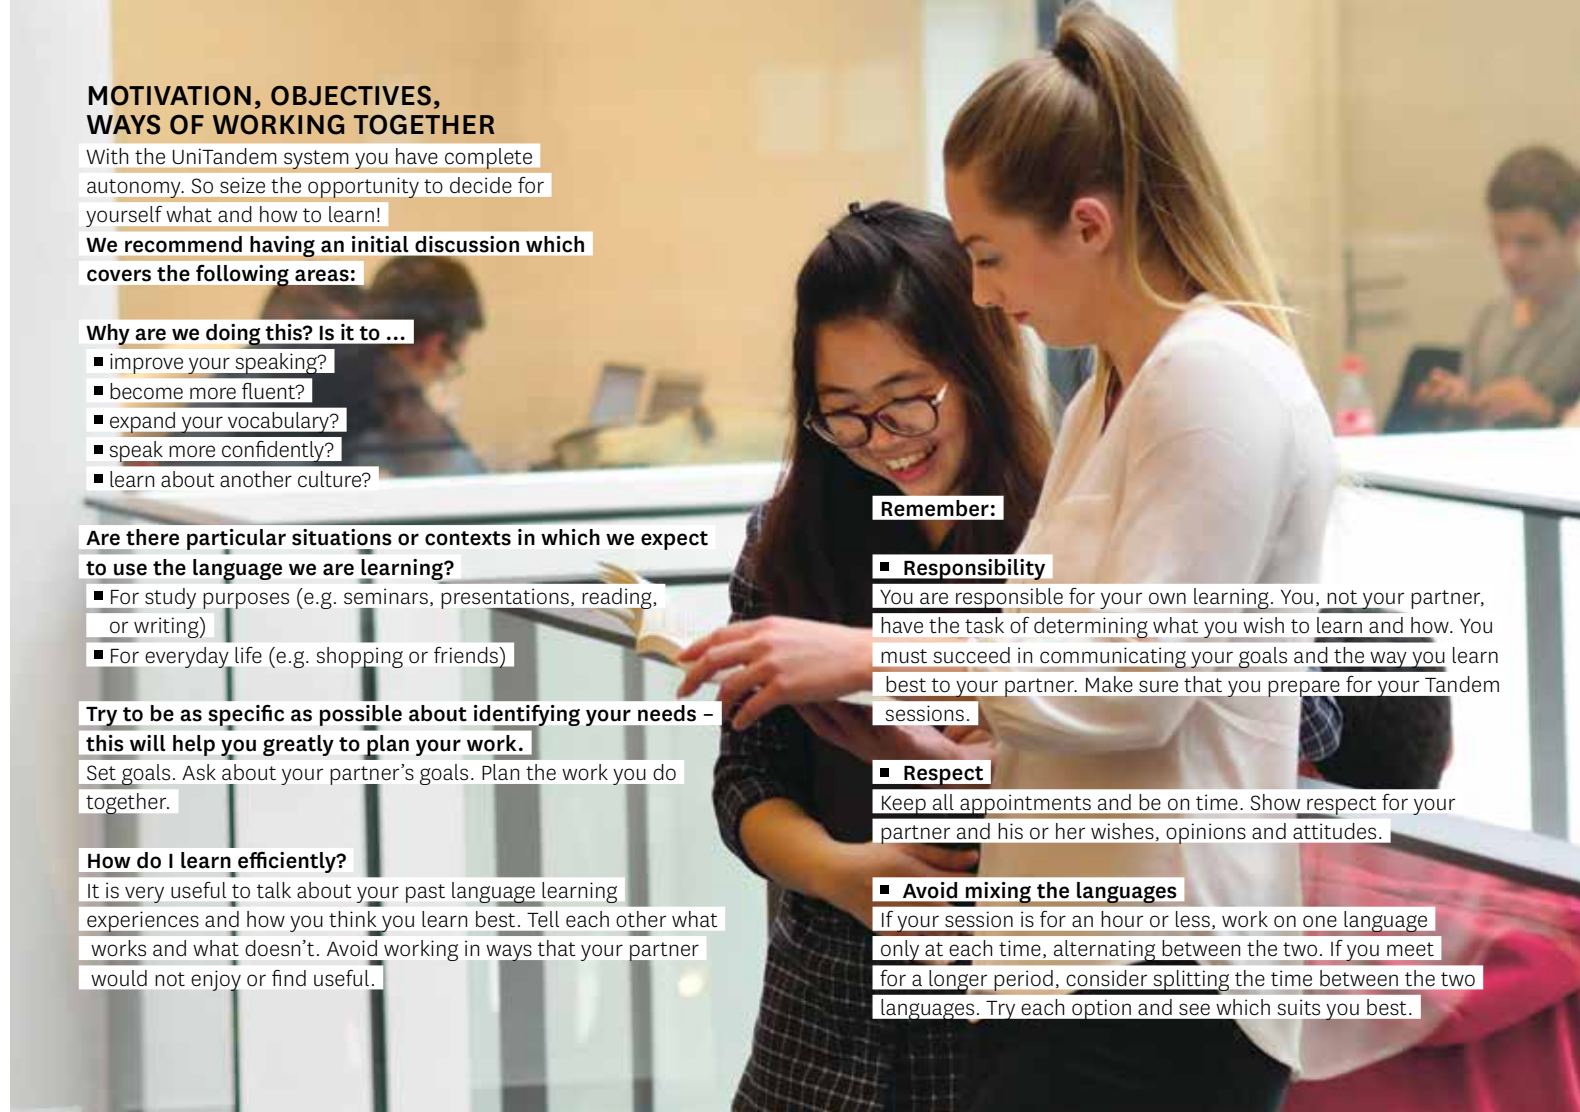 MOTIVATION, OBJECTIVES,
WAYS OF WORKING TOGETHER
With the UniTandem system you have complete
autonomy. So seize the opportunity to decide for
yourself what and how to learn!
We recommend having an initial discussion which
covers the following areas:
Why are we doing this? Is it to ...
■ improve your speaking?
■ become more fluent?
■ expand your vocabulary?
■ speak more confidently?
■ learn about another culture?
Are there particular situations or contexts in which we expect
to use the language we are learning?
■ For study purposes (e.g. seminars, presentations, reading,
or writing)
■ For everyday life (e.g. shopping or friends)
Try to be as specific as possible about identifying your needs –
this will help you greatly to plan your work.
Set goals. Ask about your partner's goals. Plan the work you do
together.
How do I learn efficiently?
It is very useful to talk about your past language learning
experiences and how you think you learn best. Tell each other what
works and what doesn't. Avoid working in ways that your partner
would not enjoy or find useful.
Remember:
■ Responsibility
You are responsible for your own learning. You, not your partner,
have the task of determining what you wish to learn and how. You
must succeed in communicating your goals and the way you learn
best to your partner. Make sure that you prepare for your Tandem
sessions.
■ Respect
Keep all appointments and be on time. Show respect for your
partner and his or her wishes, opinions and attitudes.
■ Avoid mixing the languages
If your session is for an hour or less, work on one language
only at each time, alternating between the two. If you meet
for a longer period, consider splitting the time between the two
languages. Try each option and see which suits you best.